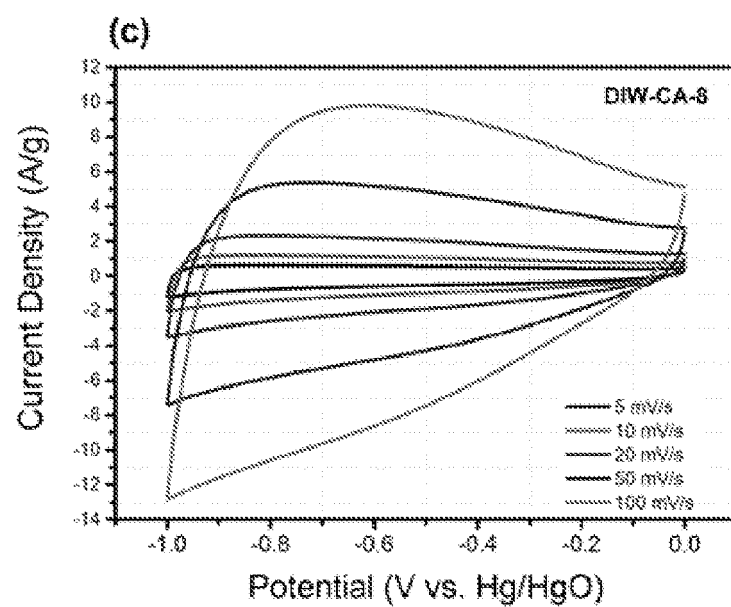 (c)
DIW-CA-8
12
10
8
6
4
2
0
-2
-4
-6
-8
-10
-12
-14
Current Density (A/g)
5 mV/s
10 mV/s
20 mV/s
50 mV/s
100 mV/s
-1.0 -0.8 -0.6 -0.4 -0.2 0.0
Potential (V vs. Hg/HgO)